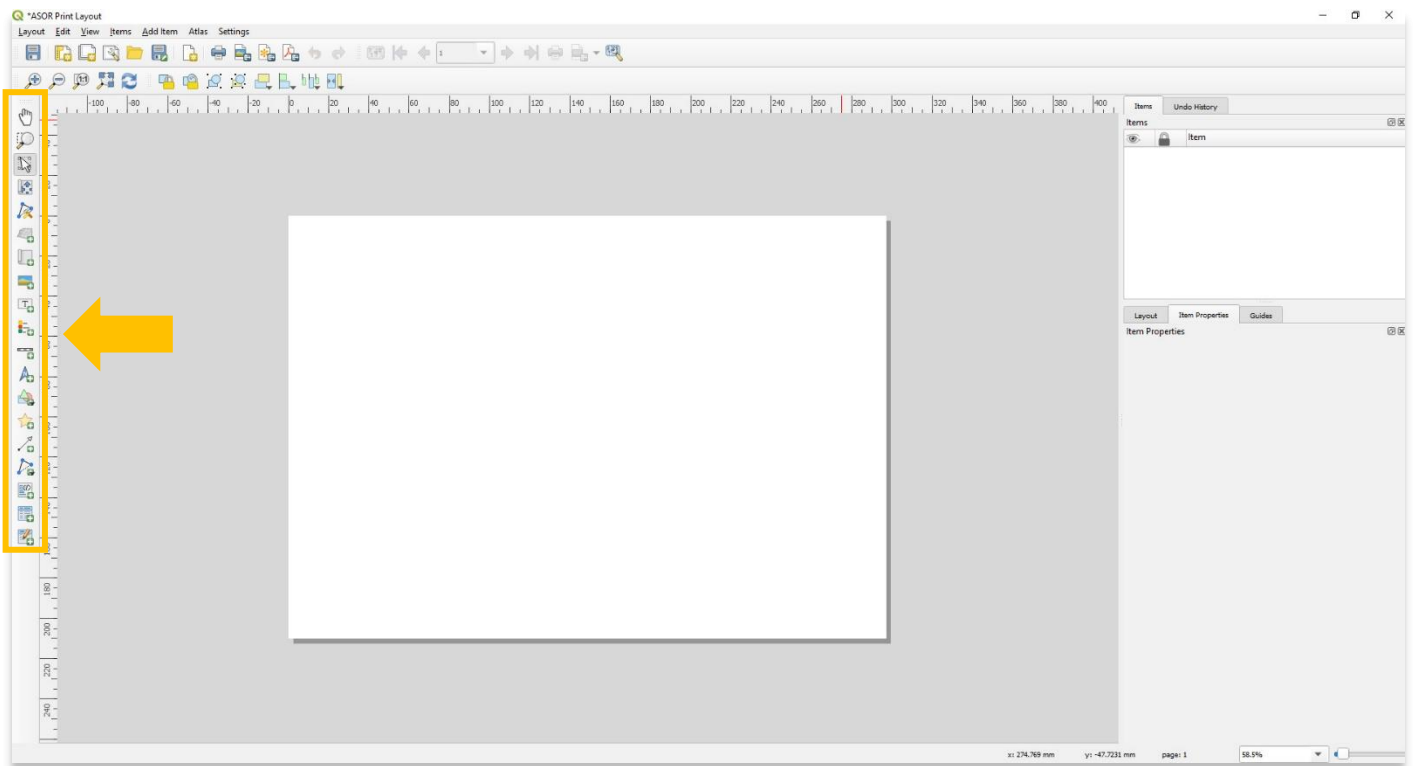 *ASOR Print Layout
Layout Edit View Items Add Item Atlas Settings
1
-100 -80 -60 -40 -20 0 20 40 60 80 100 120 140 160 180 200 220 240 260 280 300 320 340 360 380 400
Items Undo History
Items
Item
Layout Item Properties Guides
Item Properties
180
200
220
240
x: 274.769 mm y: -47.7231 mm page: 1 58.5%